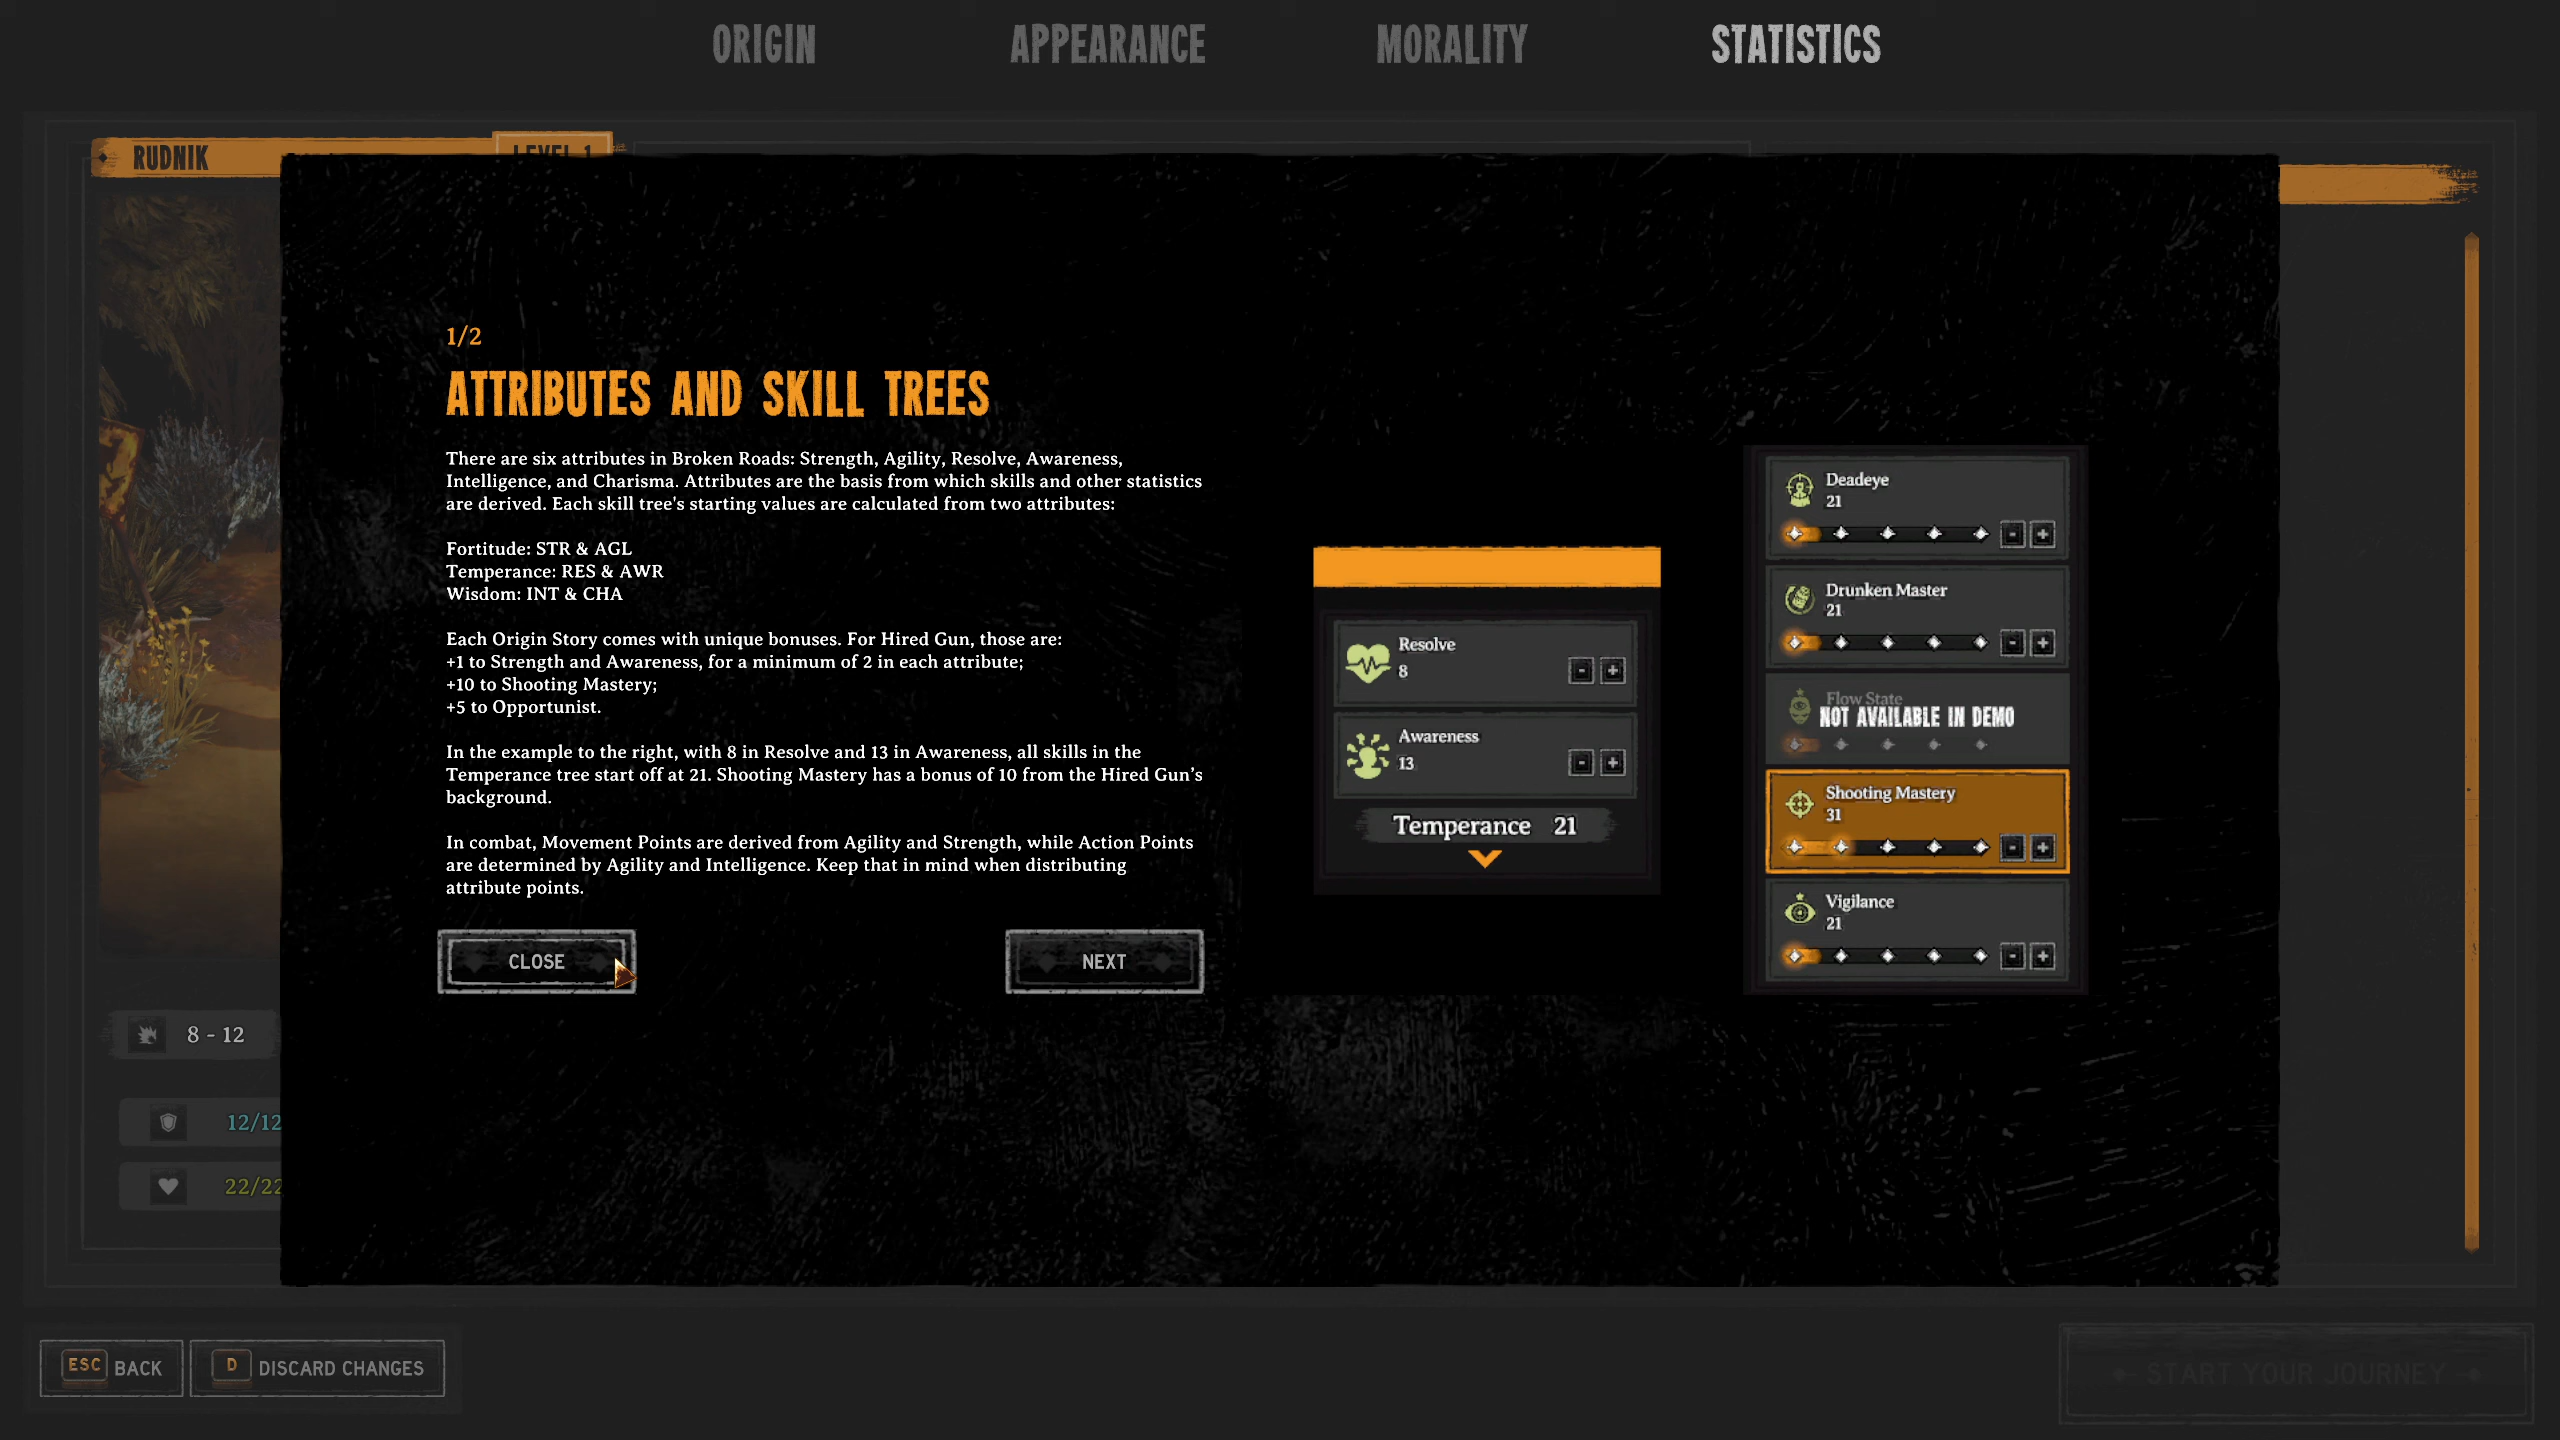 ORIGIN
APPEARANCE
MORALITY
STATISTICS
RUDNIK
LEVEL 1
1/2
ATTRIBUTES AND SKILL TREES
There are six attributes in Broken Roads: Strength, Agility, Resolve, Awareness,
Intelligence, and Charisma. Attributes are the basis from which skills and other statistics
are derived. Each skill tree's starting values are calculated from two attributes:
Fortitude: STR & AGL
Temperance: RES & AWR
Wisdom: INT & CHA
Each Origin Story comes with unique bonuses. For Hired Gun, those are:
+1 to Strength and Awareness, for a minimum of 2 in each attribute;
+10 to Shooting Mastery;
+5 to Opportunist.
In the example to the right, with 8 in Resolve and 13 in Awareness, all skills in the
Temperance tree start off at 21. Shooting Mastery has a bonus of 10 from the Hired Gun's
background.
In combat, Movement Points are derived from Agility and Strength, while Action Points
are determined by Agility and Intelligence. Keep that in mind when distributing
attribute points.
CLOSE
NEXT
Resolve
8
- +
Awareness
13
- +
Temperance 21
Deadeye
21
- +
Drunken Master
21
- +
Flow State
NOT AVAILABLE IN DEMO
Shooting Mastery
31
- +
Vigilance
21
- +
8 - 12
12/12
22/22
ESC BACK
D DISCARD CHANGES
START YOUR JOURNEY